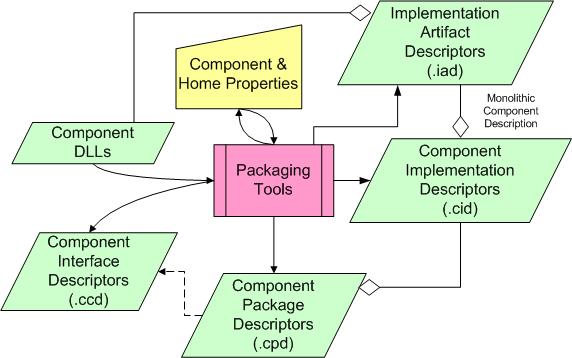 Implementation
Artifact
Descriptors
(.iad)
Component &
Home Properties
Monolithic
Component
Description
Component
DLLs
Packaging
Tools
Component
Implementation
Descriptors
(.cid)
Component
Interface
Descriptors
(.ccd)
Component
Package
Descriptors
(.cpd)